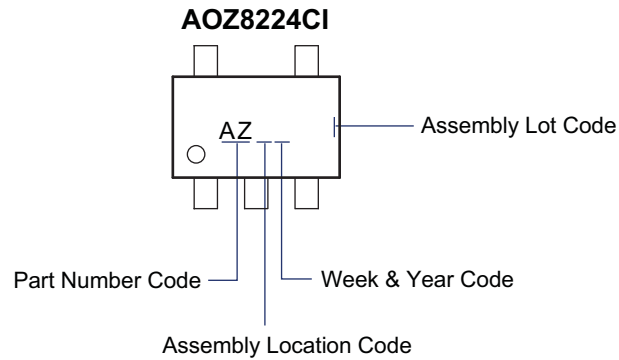 AOZ8224CI
AZ
Assembly Lot Code
Part Number Code
Week & Year Code
Assembly Location Code